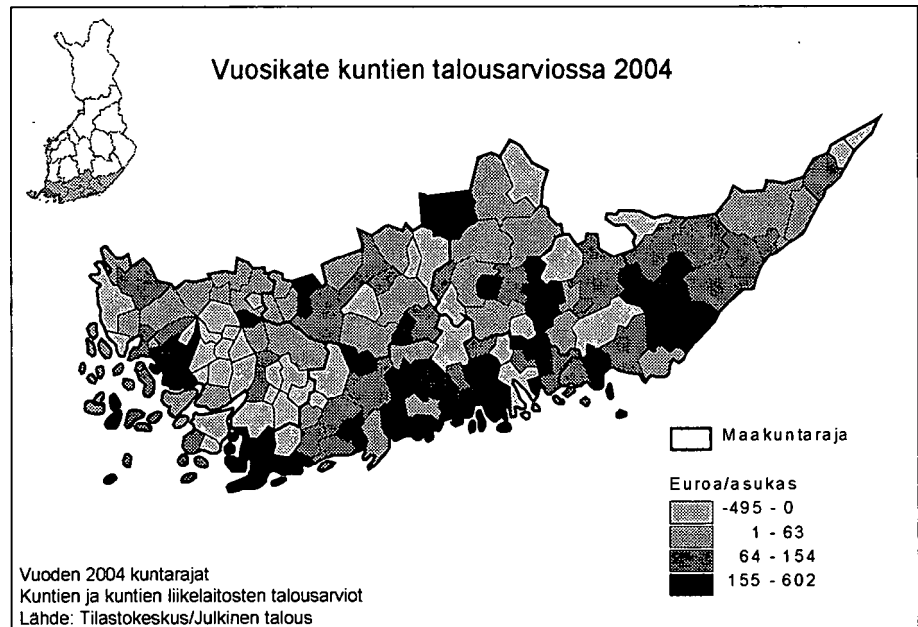 Vuosikate kuntien talousarviossa 2004
Maakuntaraja
Euroa/asukas
-495 - 0
1 - 63
64 - 154
155 - 602
Vuoden 2004 kuntarajat
Kuntien ja kuntien liikelaitosten talousarviot
Lähde: Tilastokeskus/Julkinen talous